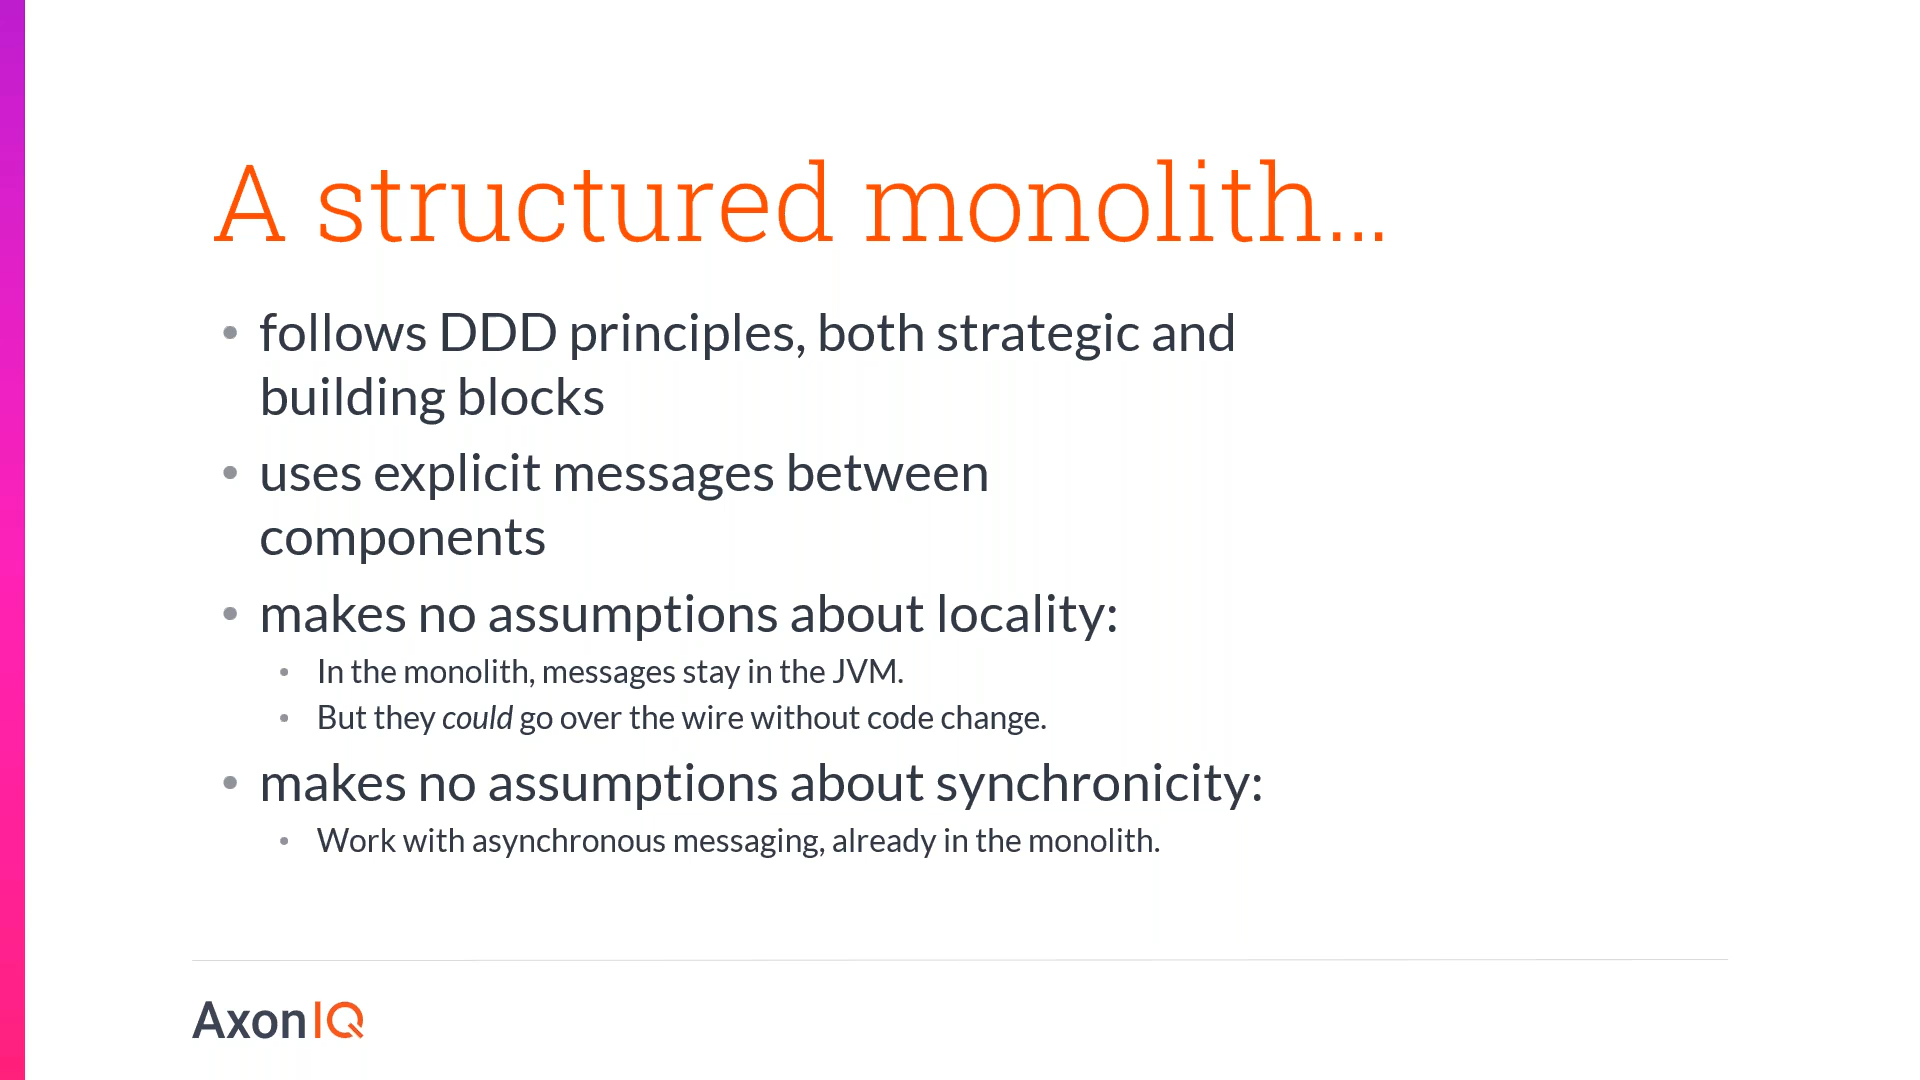 A structured monolith...
• follows DDD principles, both strategic and
building blocks
• uses explicit messages between
components
• makes no assumptions about locality:
• In the monolith, messages stay in the JVM.
• But they could go over the wire without code change.
• makes no assumptions about synchronicity:
• Work with asynchronous messaging, already in the monolith.
AxonIQ